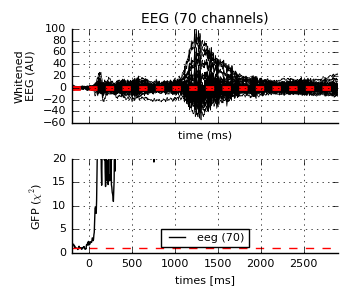 EEG (70 channels)
Whitened
EEG (AU)
100
80
60
40
20
0
−20
−40
−60
time (ms)
GFP (χ²)
20
15
10
5
0
eeg (70)
0 500 1000 1500 2000 2500
times [ms]